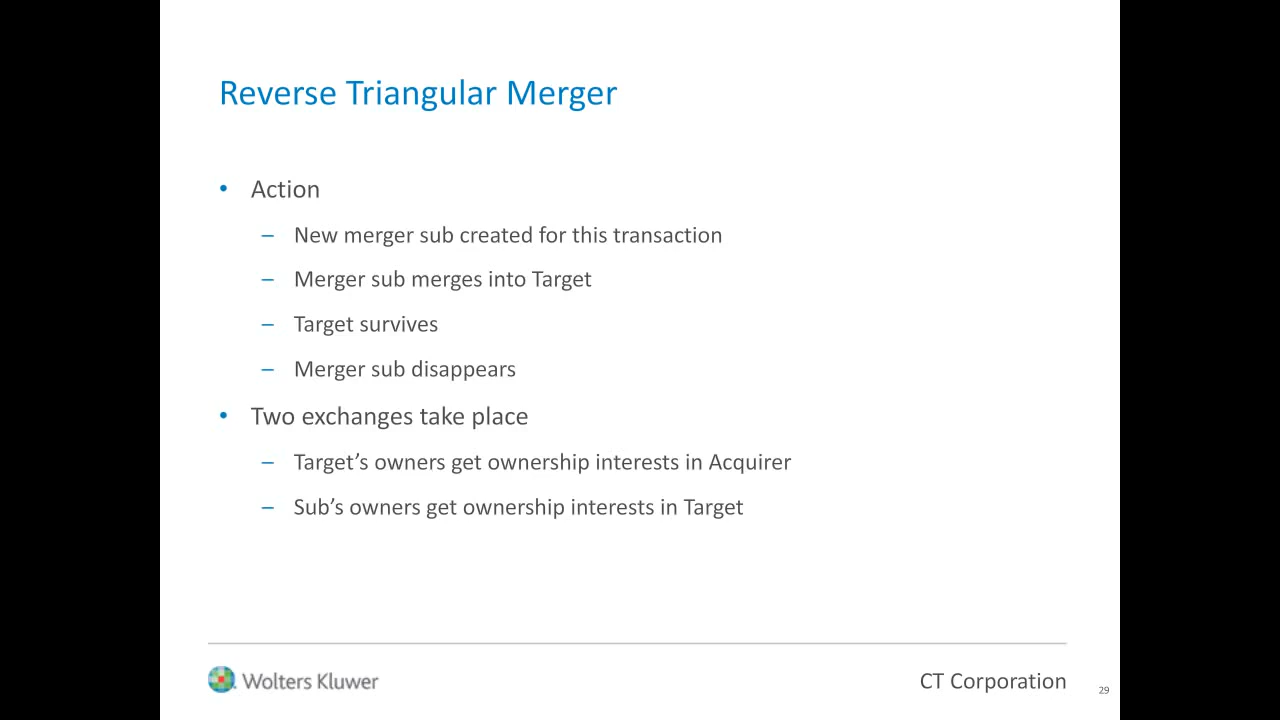 Reverse Triangular Merger
• Action
– New merger sub created for this transaction
– Merger sub merges into Target
– Target survives
– Merger sub disappears
• Two exchanges take place
– Target’s owners get ownership interests in Acquirer
– Sub’s owners get ownership interests in Target
Wolters Kluwer
CT Corporation
29